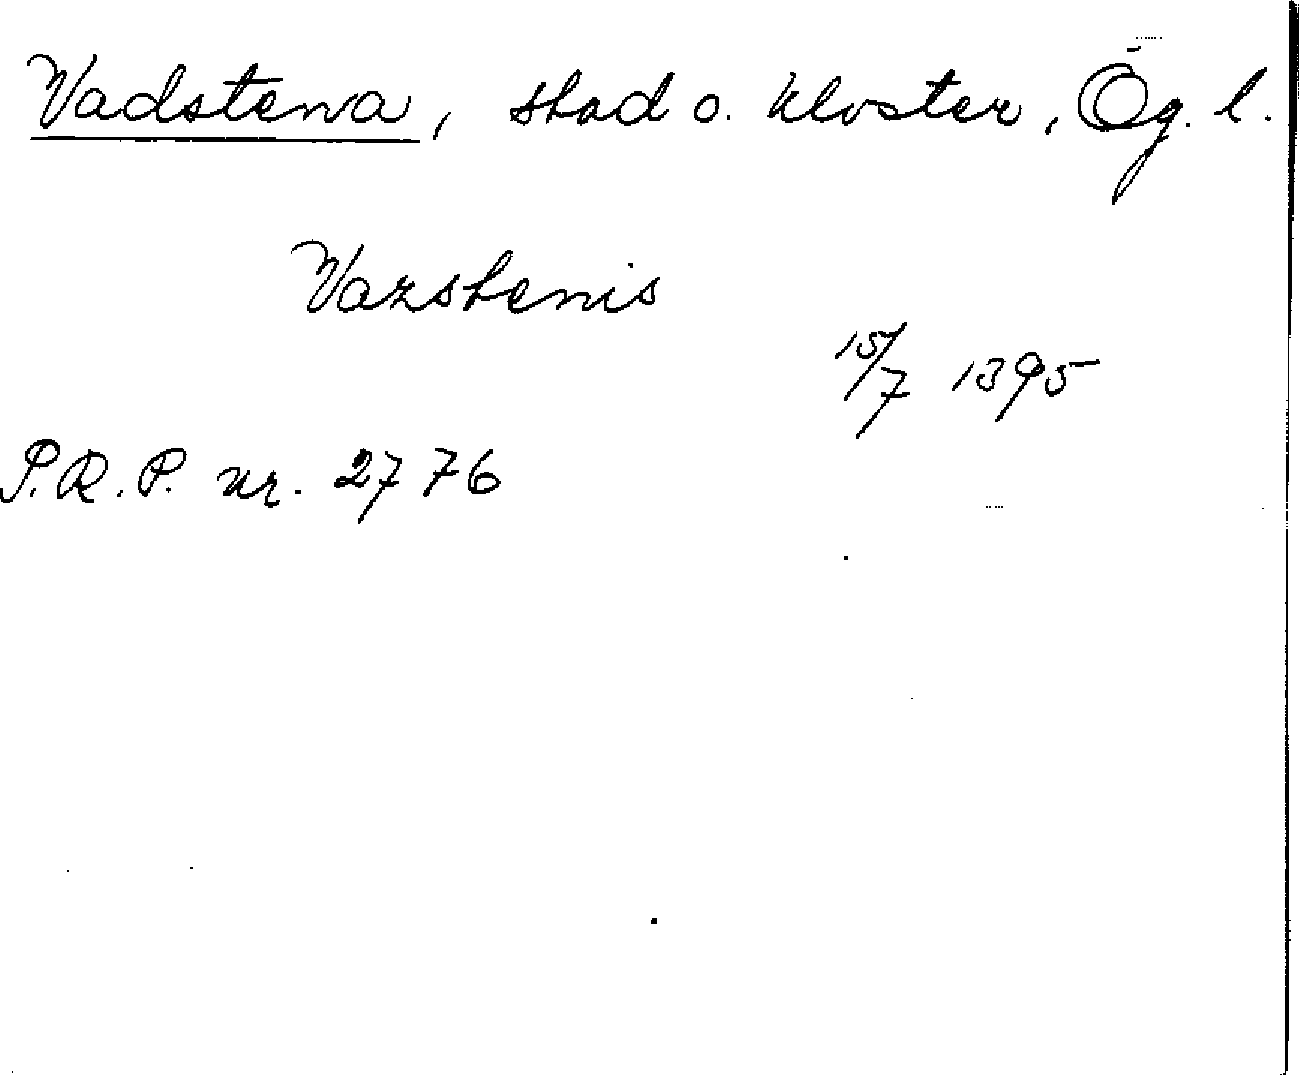 Vadstena, stad o. kloster, Ög. l.
Vazstenis
15/7 1395
S.R.P. nr. 2776